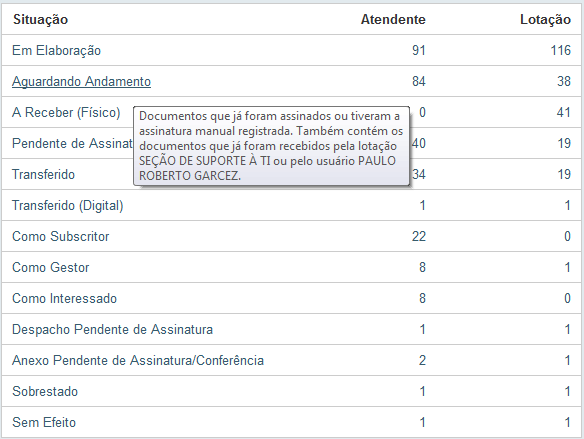 Situação Atendente Lotação
Em Elaboração 91 116
Aguardando Andamento 84 38
A Receber (Físico) 0 41
Documentos que já foram assinados ou tiveram a
assinatura manual registrada. Também contém os
documentos que já foram recebidos pela lotação
SEÇÃO DE SUPORTE À TI ou pelo usuário PAULO
ROBERTO GARCEZ.
Pendente de Assinat 40 19
Transferido 34 19
Transferido (Digital) 1 1
Como Subscritor 22 0
Como Gestor 8 1
Como Interessado 8 0
Despacho Pendente de Assinatura 1 1
Anexo Pendente de Assinatura/Conferência 2 1
Sobrestado 1 1
Sem Efeito 1 1